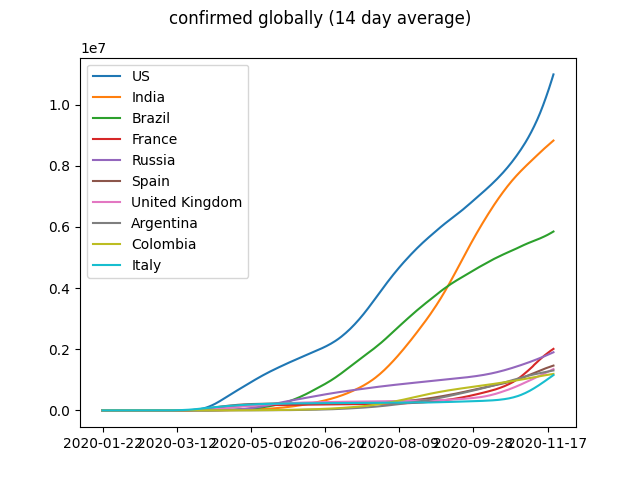 confirmed globally (14 day average)
1e7
US
India
Brazil
France
Russia
Spain
United Kingdom
Argentina
Colombia
Italy
1.0
0.8
0.6
0.4
0.2
0.0
2020-01-22 2020-03-12 2020-05-01 2020-06-20 2020-08-09 2020-09-28 2020-11-17